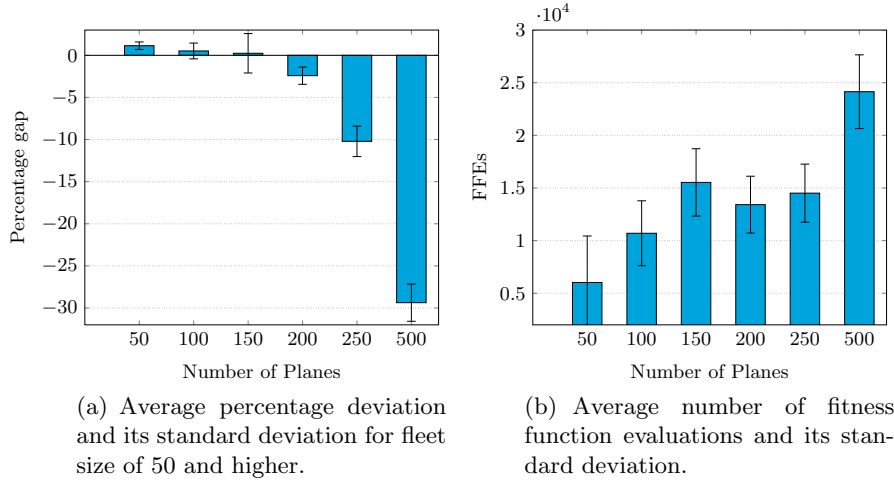 0
−5
−10
−15
−20
−25
−30
Percentage gap
50 100 150 200 250 500
Number of Planes
(a) Average percentage deviation
and its standard deviation for fleet
size of 50 and higher.
·10⁴
3
2.5
2
1.5
1
0.5
FFEs
50 100 150 200 250 500
Number of Planes
(b) Average number of fitness
function evaluations and its stan-
dard deviation.